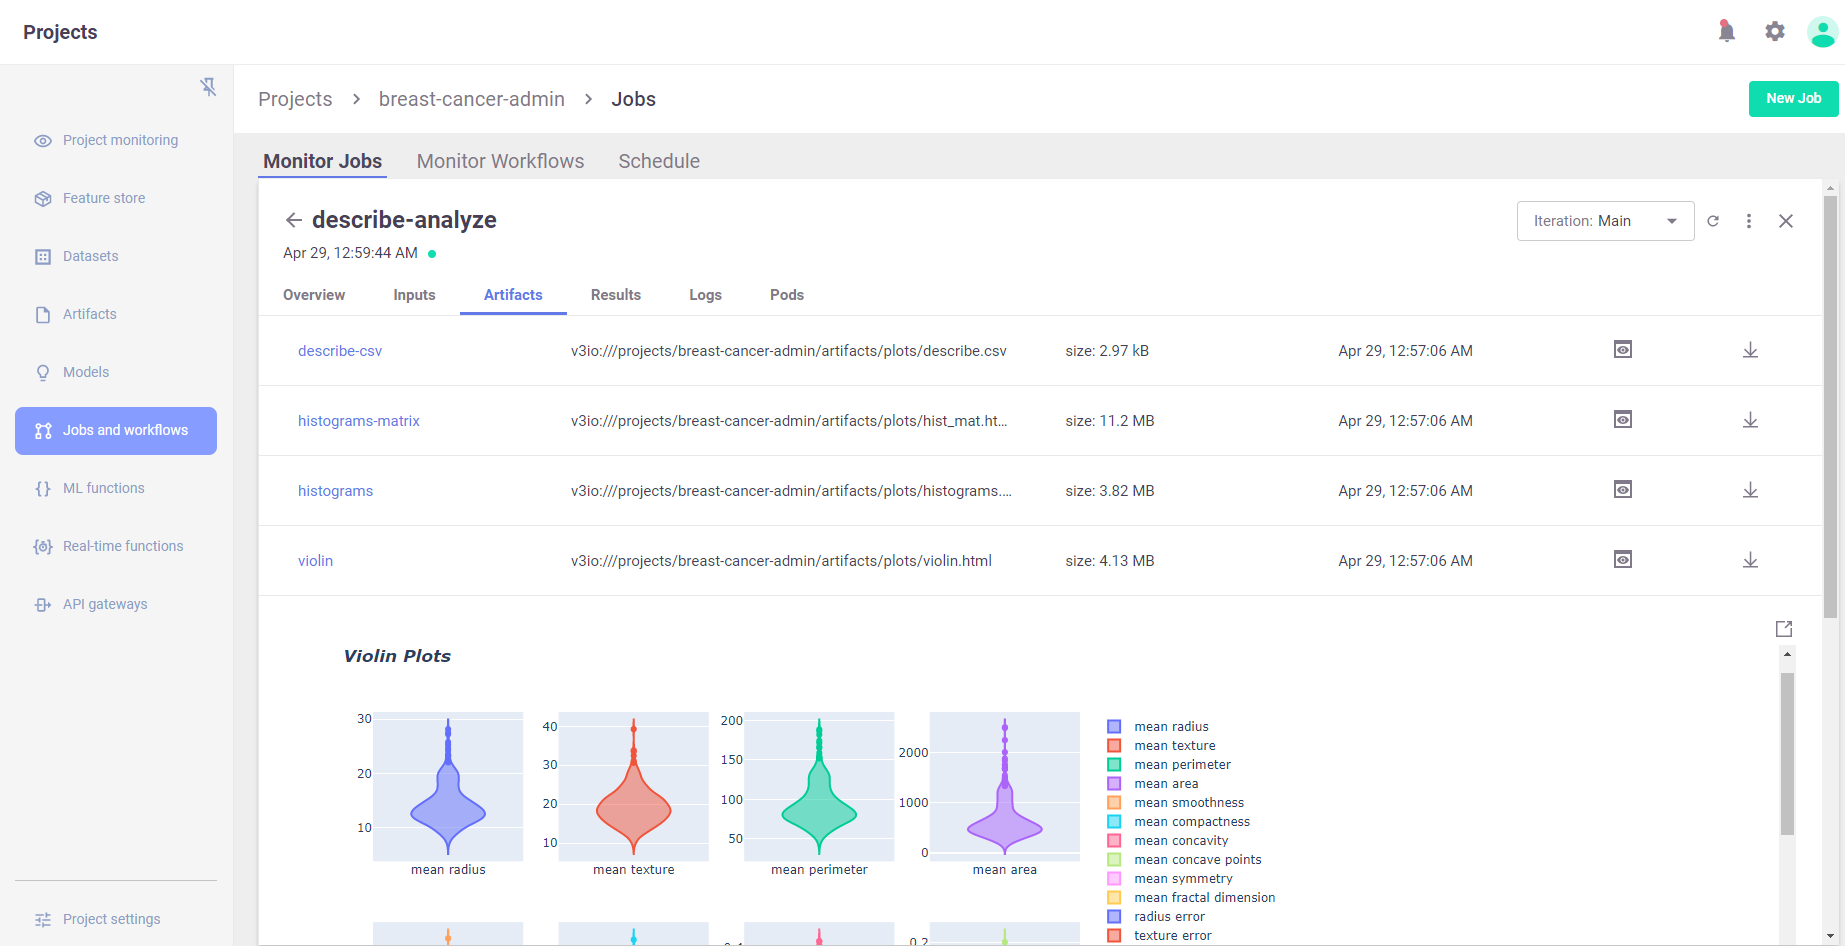 Projects
Projects > breast-cancer-admin > Jobs
New Job
Project monitoring
Feature store
Datasets
Artifacts
Models
Jobs and workflows
ML functions
Real-time functions
API gateways
Project settings
Monitor Jobs Monitor Workflows Schedule
describe-analyze
Iteration: Main
Apr 29, 12:59:44 AM
Overview Inputs Artifacts Results Logs Pods
describe-csv v3io:///projects/breast-cancer-admin/artifacts/plots/describe.csv size: 2.97 kB Apr 29, 12:57:06 AM
histograms-matrix v3io:///projects/breast-cancer-admin/artifacts/plots/hist_mat.ht... size: 11.2 MB Apr 29, 12:57:06 AM
histograms v3io:///projects/breast-cancer-admin/artifacts/plots/histograms.... size: 3.82 MB Apr 29, 12:57:06 AM
violin v3io:///projects/breast-cancer-admin/artifacts/plots/violin.html size: 4.13 MB Apr 29, 12:57:06 AM
Violin Plots
30
20
10
mean radius
40
30
20
10
mean texture
200
150
100
50
mean perimeter
2000
1000
0
mean area
mean radius
mean texture
mean perimeter
mean area
mean smoothness
mean compactness
mean concavity
mean concave points
mean symmetry
mean fractal dimension
radius error
texture error
0.2